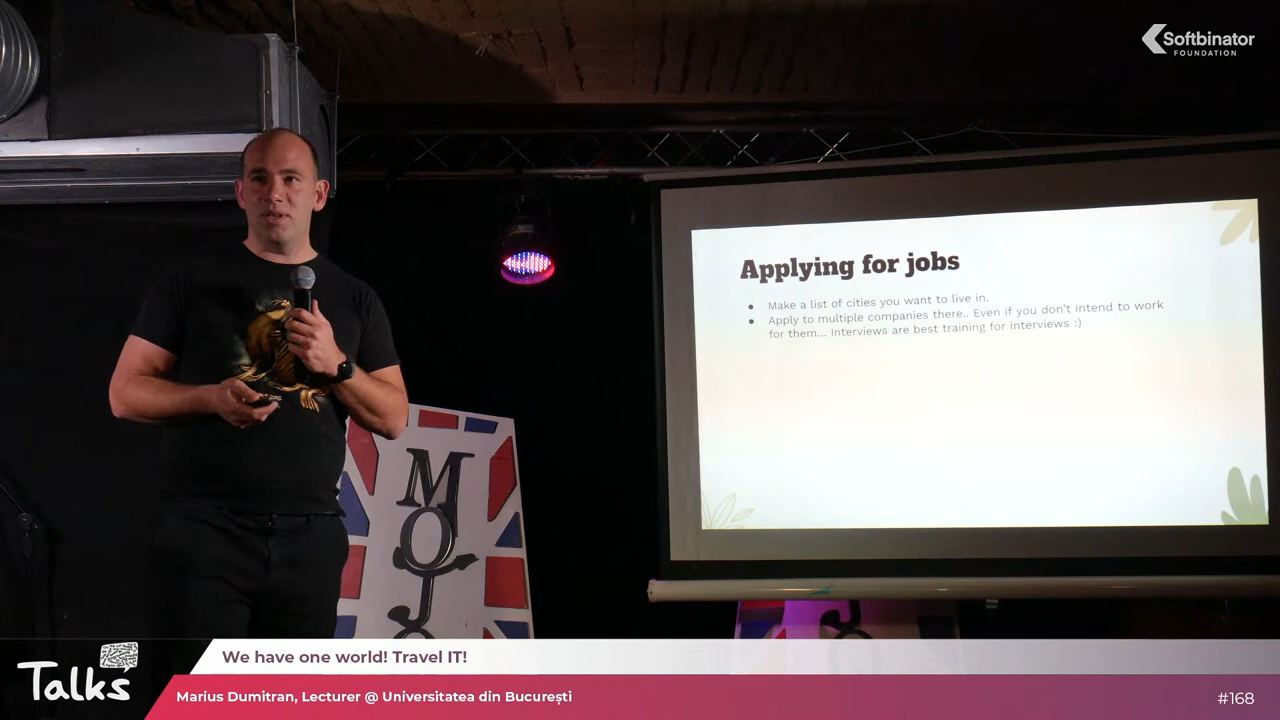 Softbinator
FOUNDATION
Applying for jobs
● Make a list of cities you want to live in.
● Apply to multiple companies there.. Even if you don't intend to work
for them... Interviews are best training for interviews :)
MOJO
Talks
We have one world! Travel IT!
Marius Dumitran, Lecturer @ Universitatea din București
#168